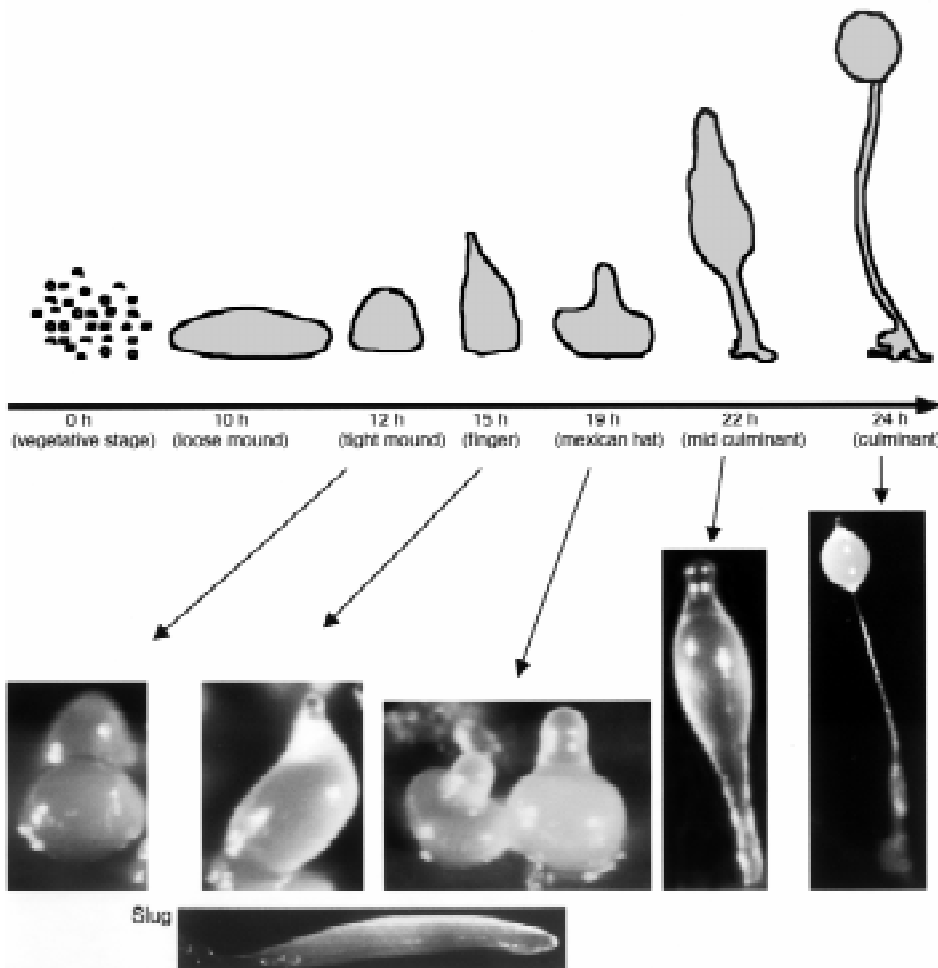 0 h 10 h 12 h 15 h 19 h 22 h 24 h
(vegetative stage) (loose mound) (tight mound) (finger) (mexican hat) (mid culminant) (culminant)
Slug